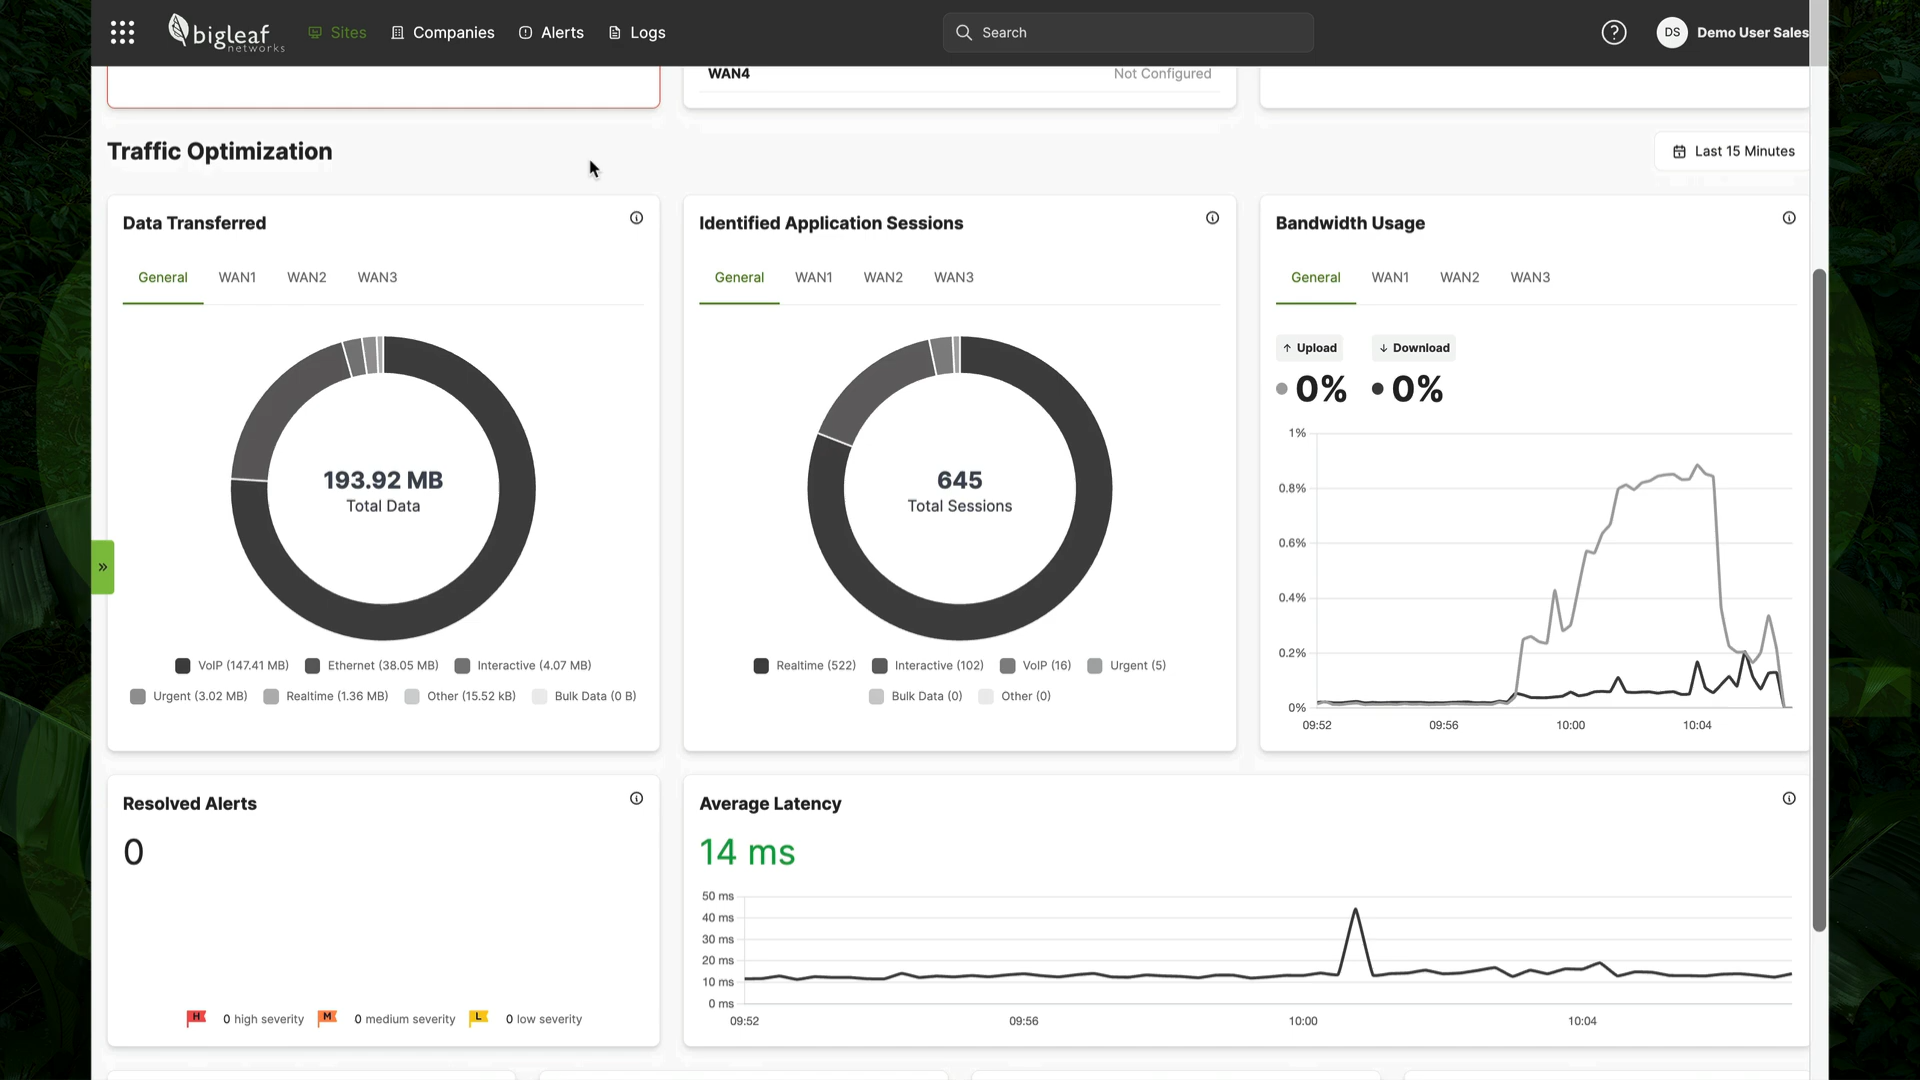 bigleaf
networks
Sites
Companies
Alerts
Logs
Search
?
DS
Demo User Sales
WAN4
Not Configured
Traffic Optimization
Last 15 Minutes
Data Transferred
General WAN1 WAN2 WAN3
193.92 MB
Total Data
VoIP (147.41 MB) Ethernet (38.05 MB) Interactive (4.07 MB)
Urgent (3.02 MB) Realtime (1.36 MB) Other (15.52 kB) Bulk Data (0 B)
Identified Application Sessions
General WAN1 WAN2 WAN3
645
Total Sessions
Realtime (522) Interactive (102) VoIP (16) Urgent (5)
Bulk Data (0) Other (0)
Bandwidth Usage
General WAN1 WAN2 WAN3
↑ Upload ↓ Download
0% 0%
1%
0.8%
0.6%
0.4%
0.2%
0%
09:52 09:56 10:00 10:04
»
Resolved Alerts
0
H 0 high severity M 0 medium severity L 0 low severity
Average Latency
14 ms
50 ms
40 ms
30 ms
20 ms
10 ms
0 ms
09:52 09:56 10:00 10:04